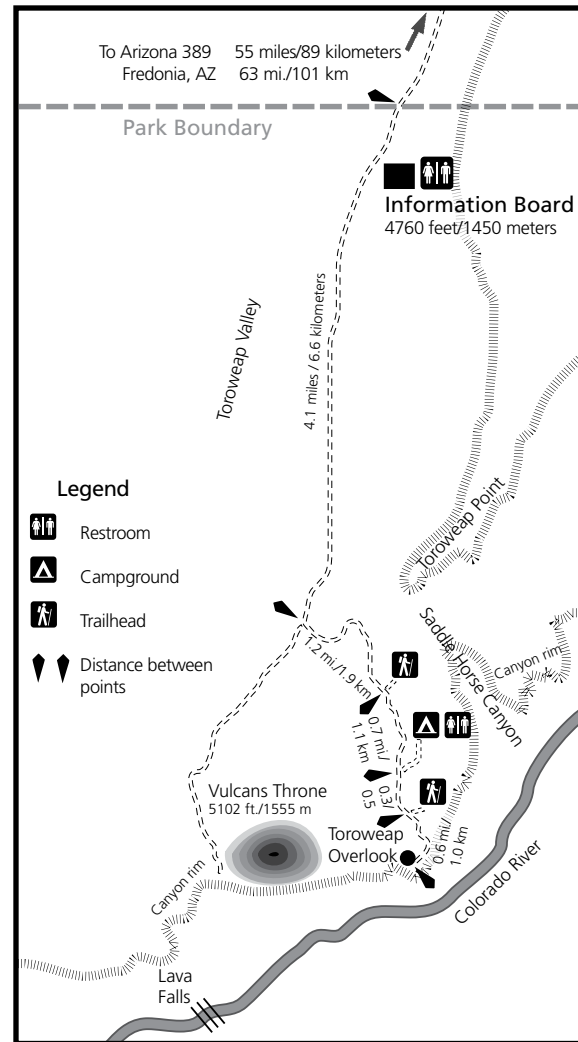 To Arizona 389 55 miles/89 kilometers
Fredonia, AZ 63 mi./101 km
Park Boundary
Information Board
4760 feet/1450 meters
Toroweap Valley
4.1 miles / 6.6 kilometers
Legend
Restroom
Campground
Trailhead
Distance between
points
Toroweap Point
Saddle Horse Canyon
Canyon rim
1.2 mi/1.9 km
0.7 mi/
1.1 km
0.3/
0.5
Vulcans Throne
5102 ft./1555 m
Toroweap
Overlook
0.6 mi/
1.0 km
Canyon rim
Colorado River
Lava
Falls